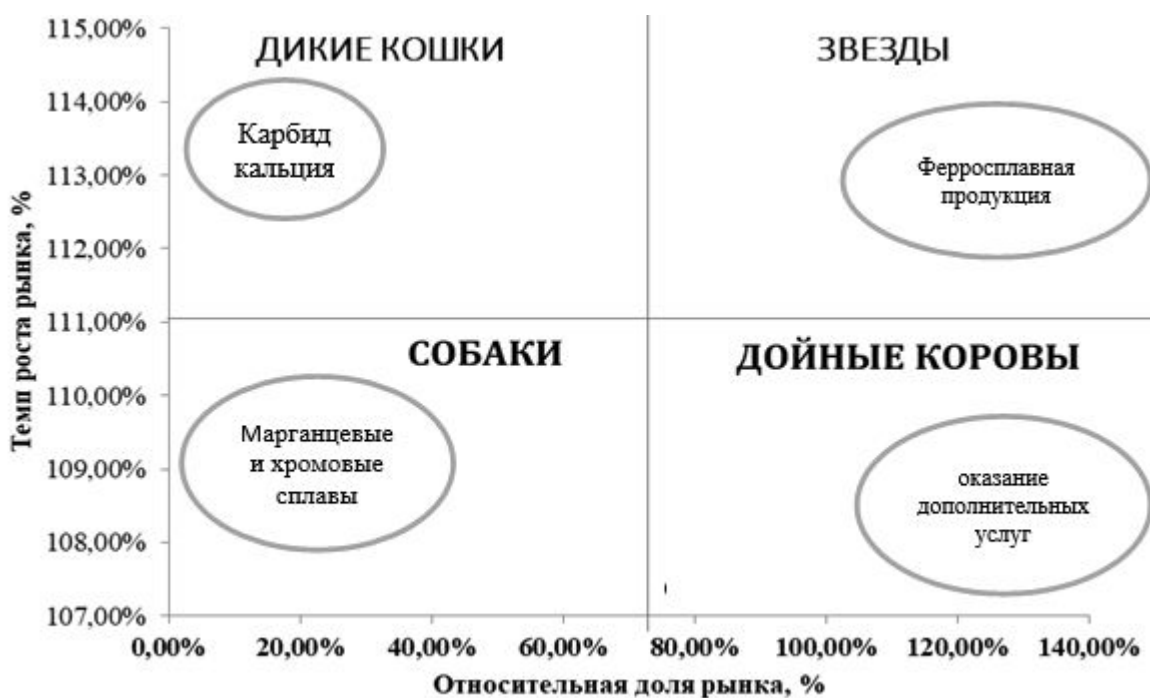 Темп роста рынка, %
115,00%
114,00%
113,00%
112,00%
111,00%
110,00%
109,00%
108,00%
107,00%
ДИКИЕ КОШКИ
ЗВЕЗДЫ
Карбид
кальция
Ферросплавная
продукция
СОБАКИ
ДОЙНЫЕ КОРОВЫ
Марганцевые
и хромовые
сплавы
оказание
дополнительных
услуг
0,00% 20,00% 40,00% 60,00% 80,00% 100,00% 120,00% 140,00%
Относительная доля рынка, %